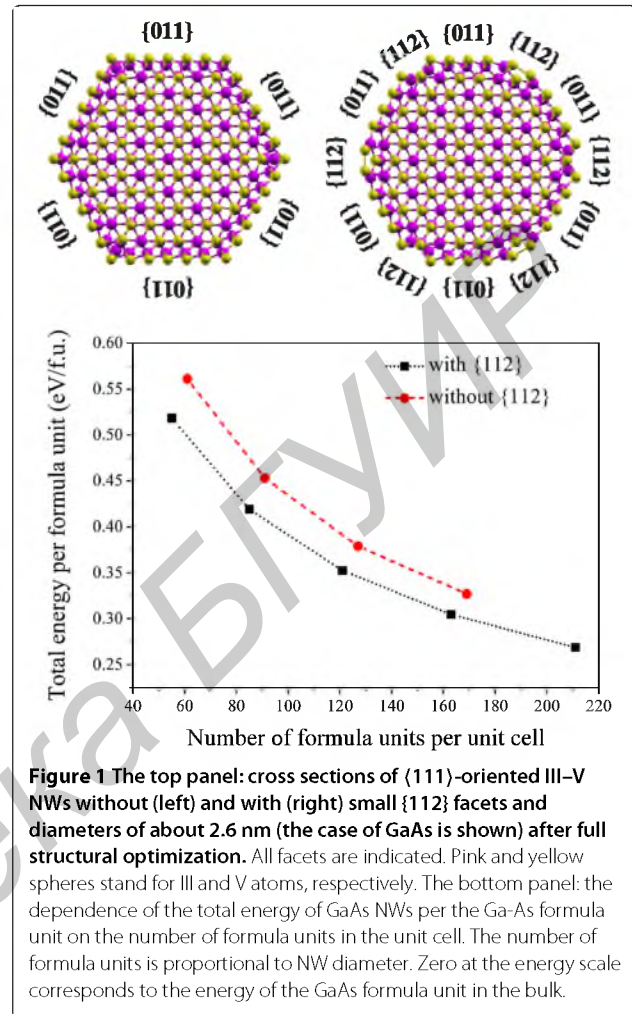 {011}
{011}
{011}
{011}
{011}
{011}
{112}
{011}
{112}
{011}
{011}
{112}
{112}
{011}
{011}
{112}
{011}
{112}
Total energy per formula unit (eV/f.u.)
0.60
0.55
0.50
0.45
0.40
0.35
0.30
0.25
with {112}
without {112}
40 60 80 100 120 140 160 180 200 220
Number of formula units per unit cell
Figure 1 The top panel: cross sections of ⟨111⟩-oriented III–V
NWs without (left) and with (right) small {112} facets and
diameters of about 2.6 nm (the case of GaAs is shown) after full
structural optimization. All facets are indicated. Pink and yellow
spheres stand for III and V atoms, respectively. The bottom panel: the
dependence of the total energy of GaAs NWs per the Ga-As formula
unit on the number of formula units in the unit cell. The number of
formula units is proportional to NW diameter. Zero at the energy scale
corresponds to the energy of the GaAs formula unit in the bulk.
ека БГУИР